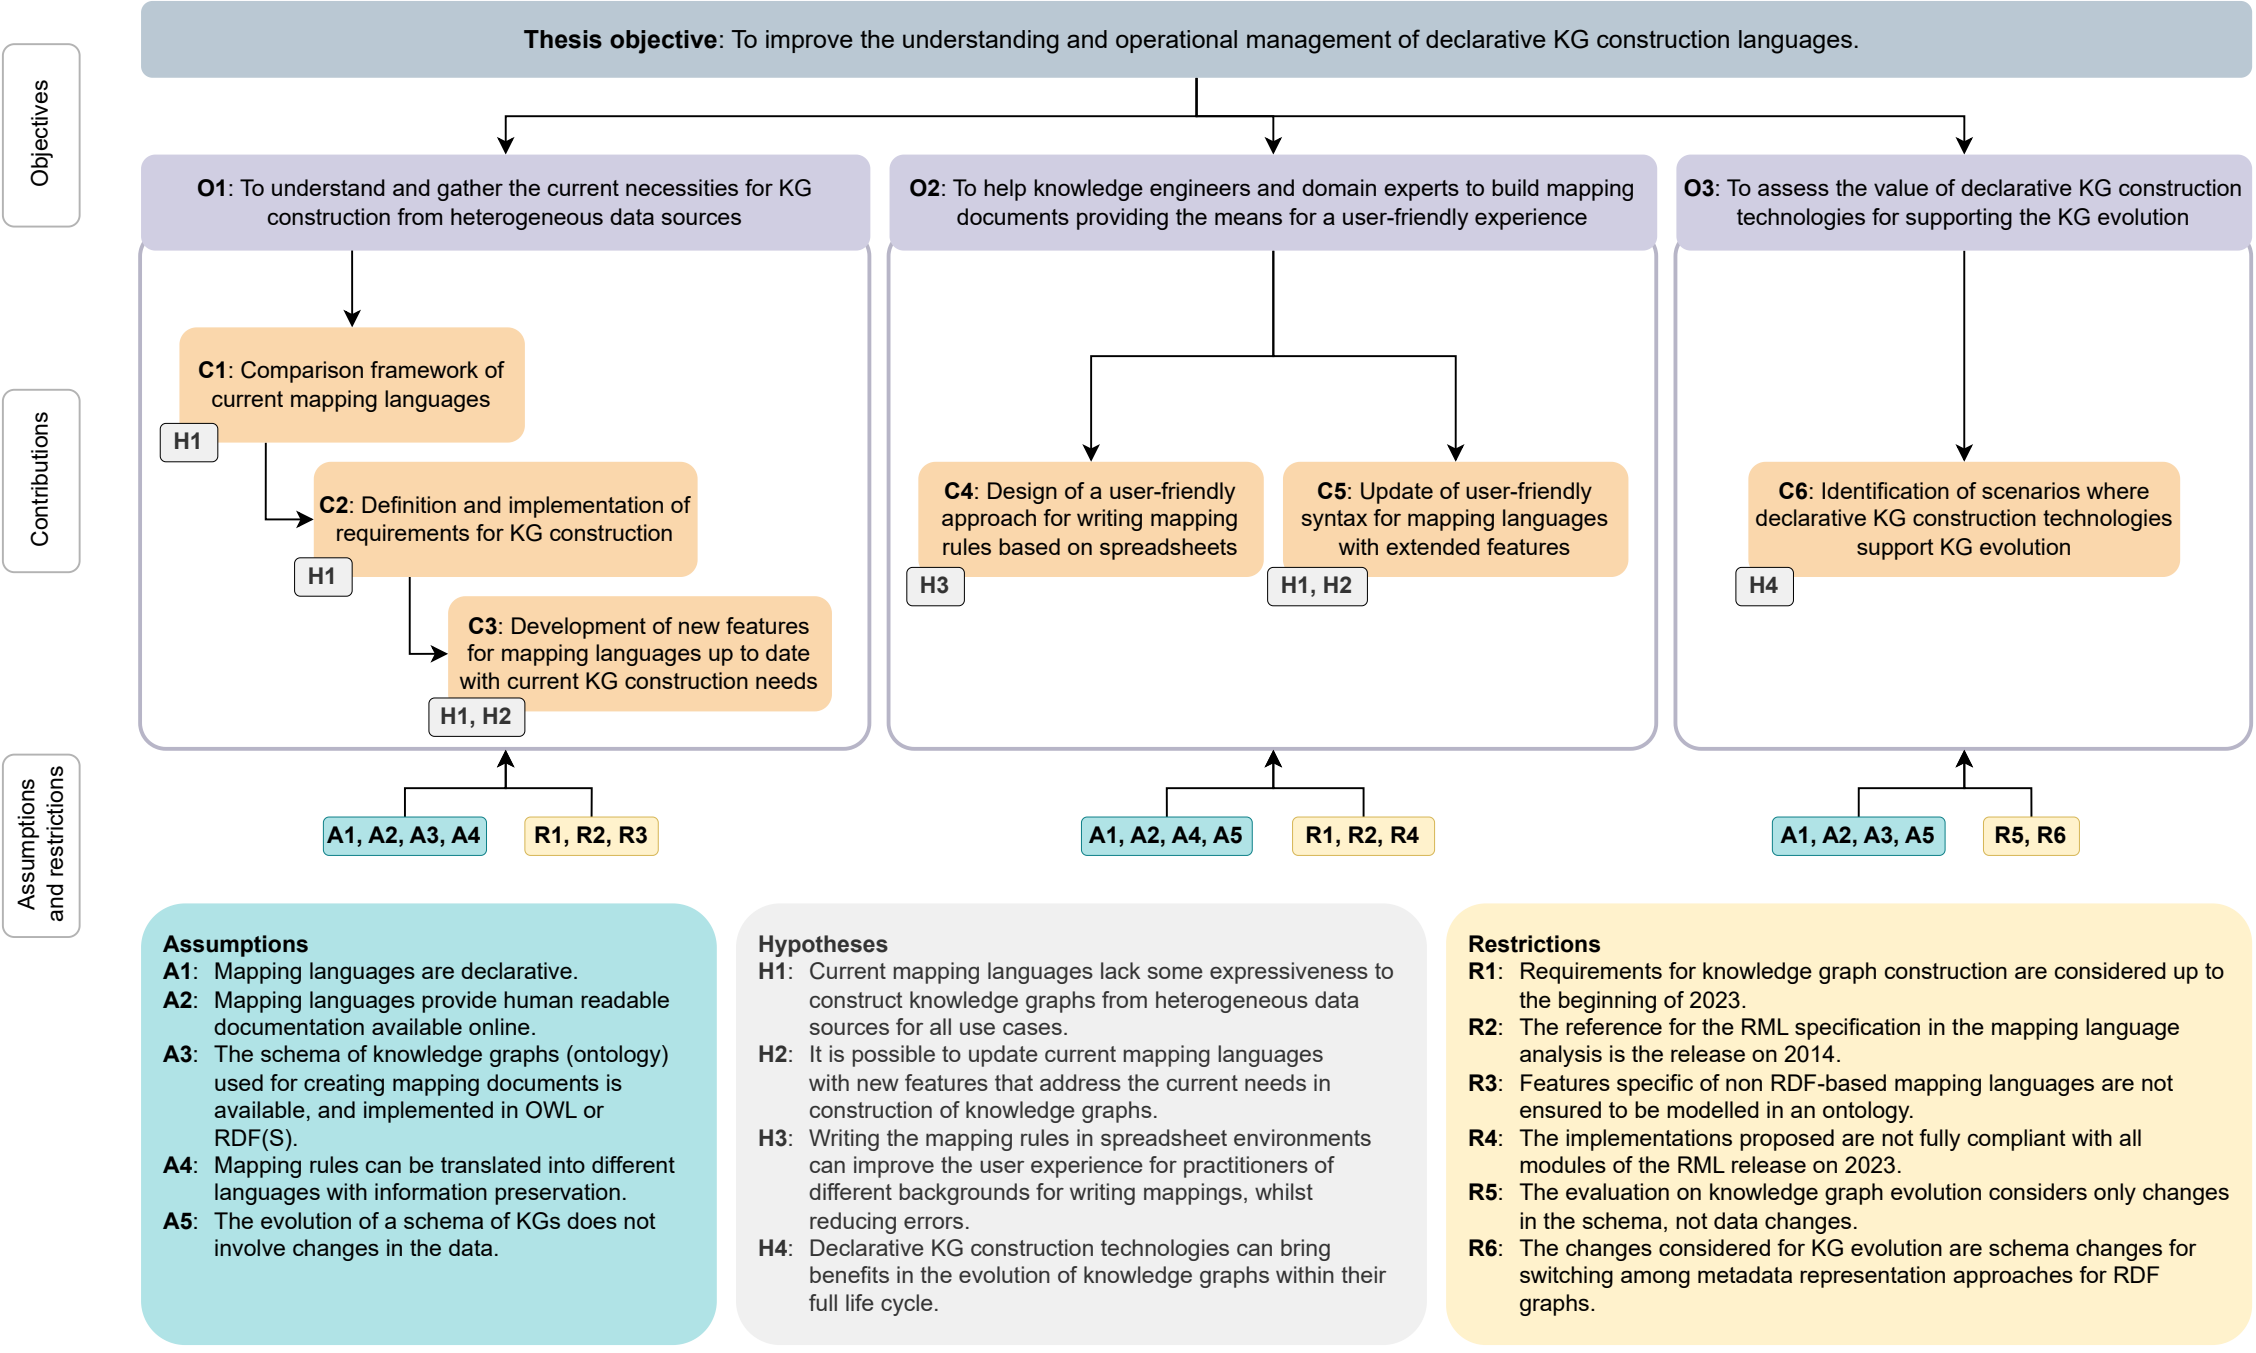 Thesis objective: To improve the understanding and operational management of declarative KG construction languages.
Objectives
O1: To understand and gather the current necessities for KG
construction from heterogeneous data sources
O2: To help knowledge engineers and domain experts to build mapping
documents providing the means for a user-friendly experience
O3: To assess the value of declarative KG construction
technologies for supporting the KG evolution
Contributions
C1: Comparison framework of
current mapping languages
H1
C2: Definition and implementation of
requirements for KG construction
H1
C3: Development of new features
for mapping languages up to date
with current KG construction needs
H1, H2
C4: Design of a user-friendly
approach for writing mapping
rules based on spreadsheets
H3
C5: Update of user-friendly
syntax for mapping languages
with extended features
H1, H2
C6: Identification of scenarios where
declarative KG construction technologies
support KG evolution
H4
Assumptions
and restrictions
A1, A2, A3, A4
R1, R2, R3
A1, A2, A4, A5
R1, R2, R4
A1, A2, A3, A5
R5, R6
Assumptions
A1: Mapping languages are declarative.
A2: Mapping languages provide human readable
documentation available online.
A3: The schema of knowledge graphs (ontology)
used for creating mapping documents is
available, and implemented in OWL or
RDF(S).
A4: Mapping rules can be translated into different
languages with information preservation.
A5: The evolution of a schema of KGs does not
involve changes in the data.
Hypotheses
H1: Current mapping languages lack some expressiveness to
construct knowledge graphs from heterogeneous data
sources for all use cases.
H2: It is possible to update current mapping languages
with new features that address the current needs in
construction of knowledge graphs.
H3: Writing the mapping rules in spreadsheet environments
can improve the user experience for practitioners of
different backgrounds for writing mappings, whilst
reducing errors.
H4: Declarative KG construction technologies can bring
benefits in the evolution of knowledge graphs within their
full life cycle.
Restrictions
R1: Requirements for knowledge graph construction are considered up to
the beginning of 2023.
R2: The reference for the RML specification in the mapping language
analysis is the release on 2014.
R3: Features specific of non RDF-based mapping languages are not
ensured to be modelled in an ontology.
R4: The implementations proposed are not fully compliant with all
modules of the RML release on 2023.
R5: The evaluation on knowledge graph evolution considers only changes
in the schema, not data changes.
R6: The changes considered for KG evolution are schema changes for
switching among metadata representation approaches for RDF
graphs.